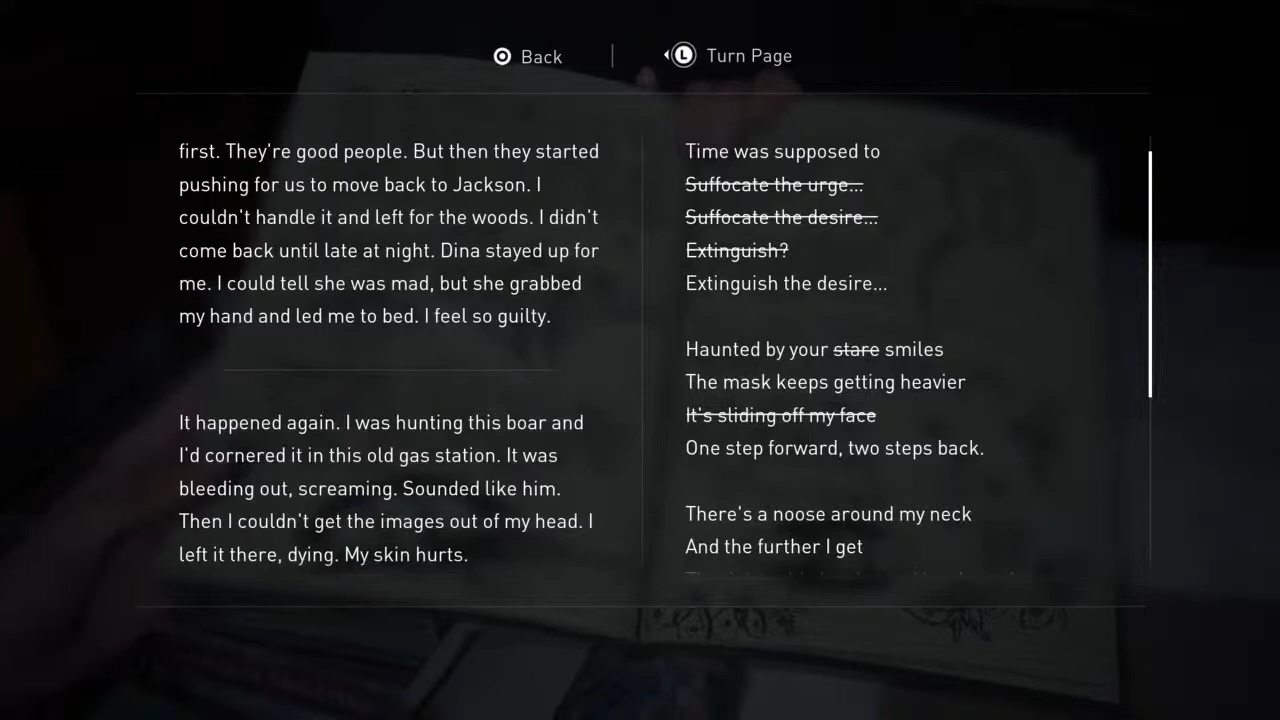 Back
Turn Page
first. They're good people. But then they started
pushing for us to move back to Jackson. I
couldn't handle it and left for the woods. I didn't
come back until late at night. Dina stayed up for
me. I could tell she was mad, but she grabbed
my hand and led me to bed. I feel so guilty.
It happened again. I was hunting this boar and
I'd cornered it in this old gas station. It was
bleeding out, screaming. Sounded like him.
Then I couldn't get the images out of my head. I
left it there, dying. My skin hurts.
Time was supposed to
Suffocate the urge...
Suffocate the desire...
Extinguish?
Extinguish the desire...
Haunted by your stare smiles
The mask keeps getting heavier
It's sliding off my face
One step forward, two steps back.
There's a noose around my neck
And the further I get